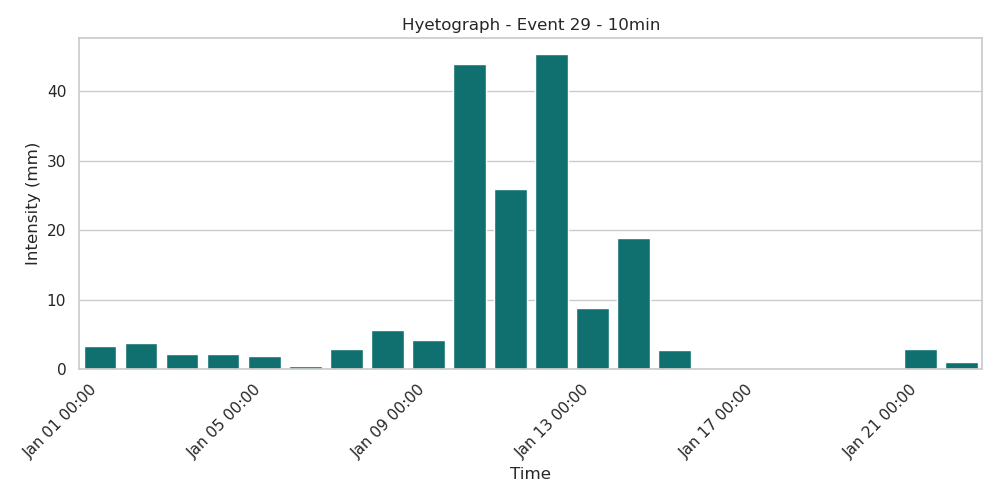 Hyetograph - Event 29 - 10min
Intensity (mm)
40
30
20
10
0
Jan 01 00:00
Jan 05 00:00
Jan 09 00:00
Jan 13 00:00
Jan 17 00:00
Jan 21 00:00
Time